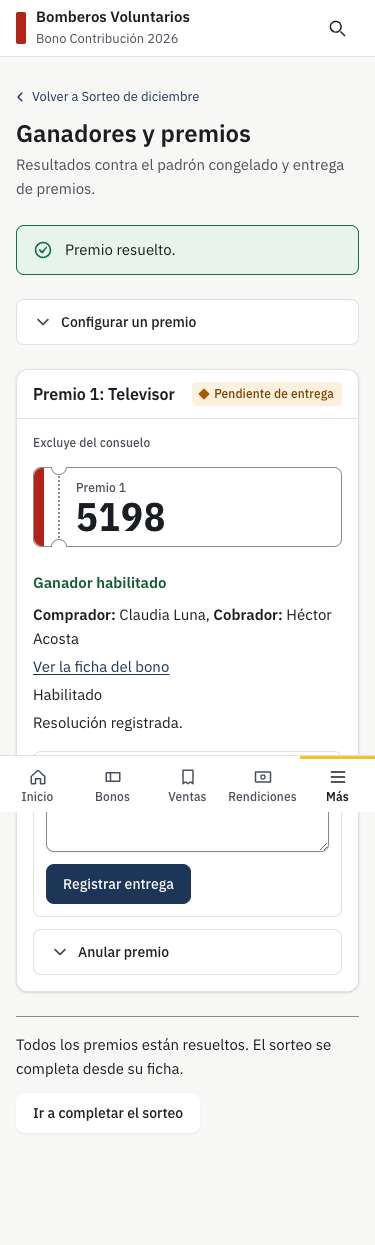 Bomberos Voluntarios
Bono Contribución 2026
Volver a Sorteo de diciembre
Ganadores y premios
Resultados contra el padrón congelado y entrega
de premios.
Premio resuelto.
Configurar un premio
Premio 1: Televisor
Pendiente de entrega
Excluye del consuelo
Premio 1
5198
Ganador habilitado
Comprador: Claudia Luna, Cobrador: Héctor
Acosta
Ver la ficha del bono
Habilitado
Resolución registrada.
Inicio
Bonos
Ventas
Rendiciones
Más
Registrar entrega
Anular premio
Todos los premios están resueltos. El sorteo se
completa desde su ficha.
Ir a completar el sorteo